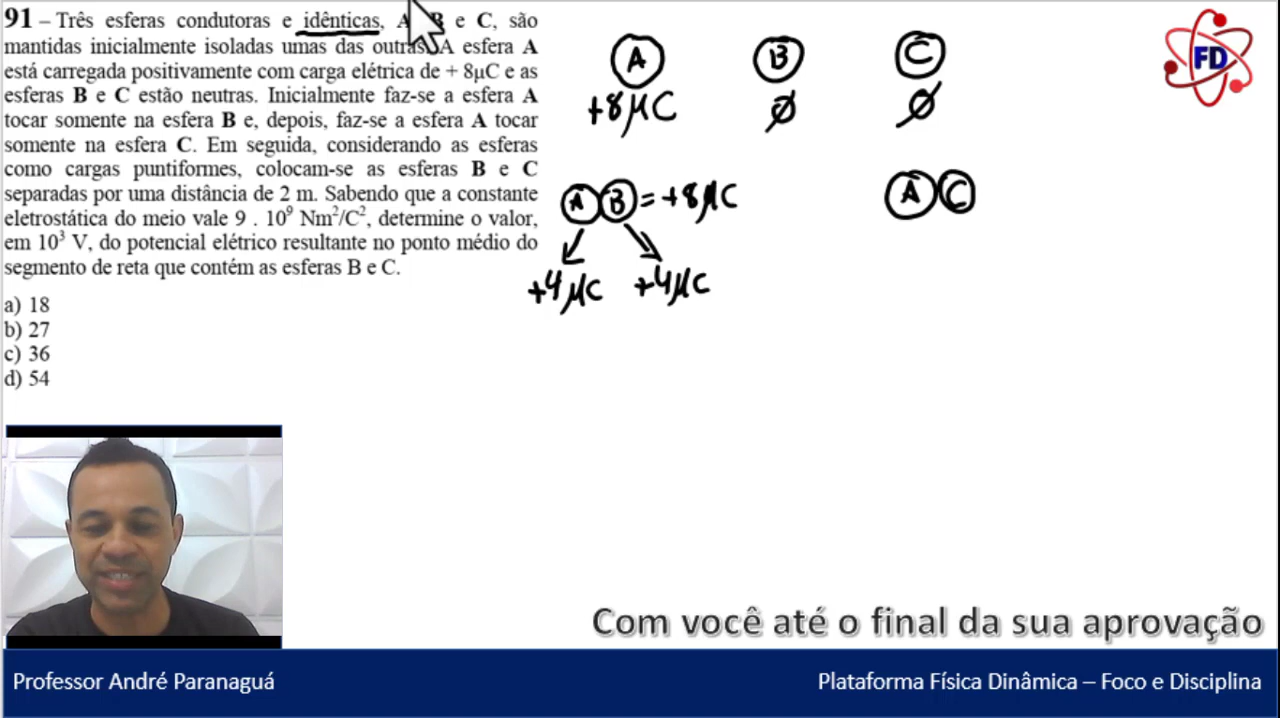 91 – Três esferas condutoras e idênticas, A B e C, são
mantidas inicialmente isoladas umas das outras. A esfera A
está carregada positivamente com carga elétrica de + 8μC e as
esferas B e C estão neutras. Inicialmente faz-se a esfera A
tocar somente na esfera B e, depois, faz-se a esfera A tocar
somente na esfera C. Em seguida, considerando as esferas
como cargas puntiformes, colocam-se as esferas B e C
separadas por uma distância de 2 m. Sabendo que a constante
eletrostática do meio vale 9 . 10⁹ Nm²/C², determine o valor,
em 10³ V, do potencial elétrico resultante no ponto médio do
segmento de reta que contém as esferas B e C.
a) 18
b) 27
c) 36
d) 54
A B C
+8μC 0 0
A B = +8μC
A C
+4μC +4μC
FD
Com você até o final da sua aprovação
Professor André Paranaguá
Plataforma Física Dinâmica – Foco e Disciplina